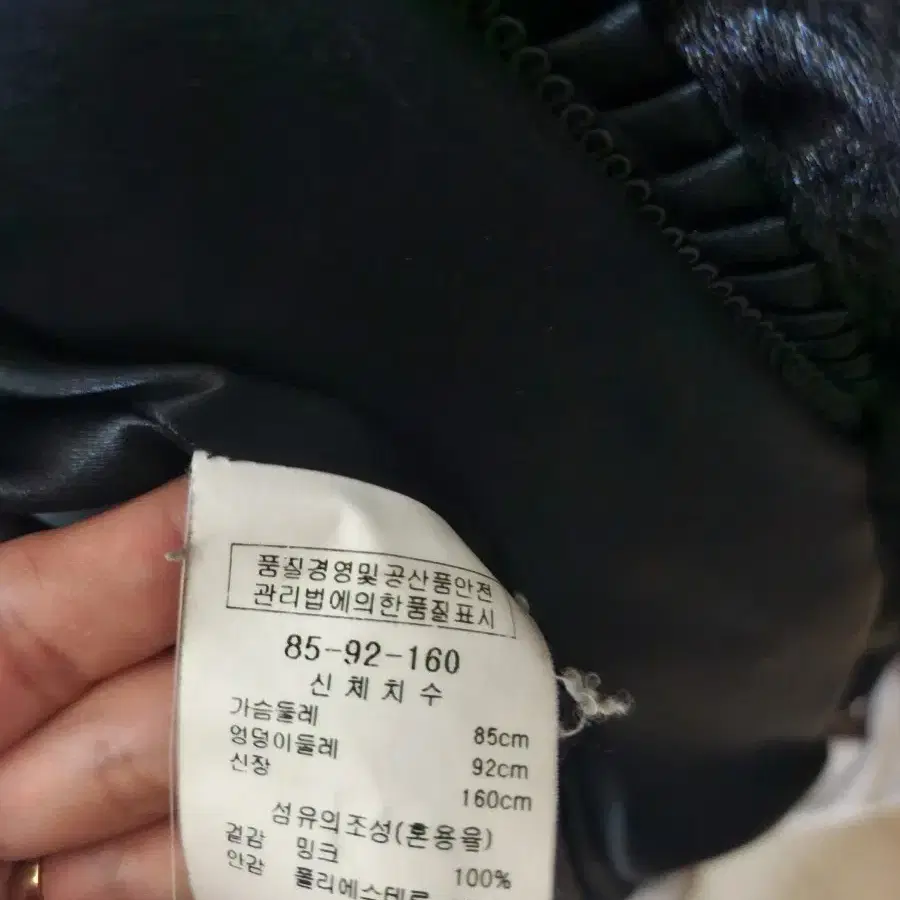 품질경영및공산품안전
관리법에의한품질표시
85-92-160
신체치수
가슴둘레 85cm
엉덩이둘레 92cm
신장 160cm
섬유의조성(혼용율)
겉감 밍크 100%
안감